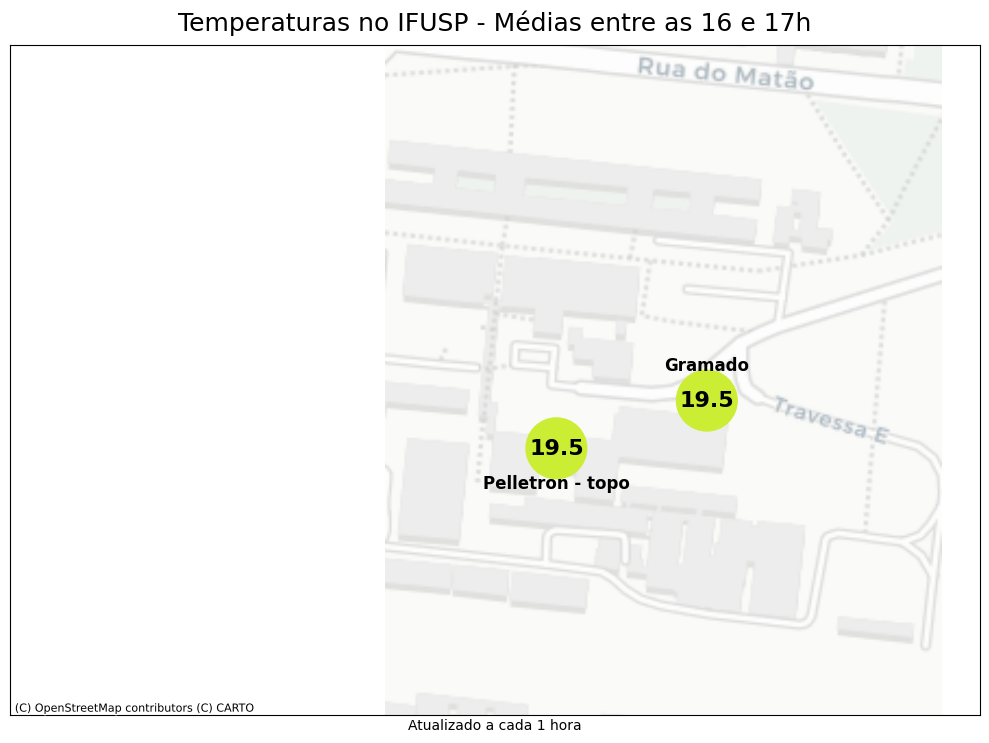 Temperaturas no IFUSP - Médias entre as 16 e 17h
Rua do Matão
Gramado
19.5
Travessa E
19.5
Pelletron - topo
(C) OpenStreetMap contributors (C) CARTO
Atualizado a cada 1 hora